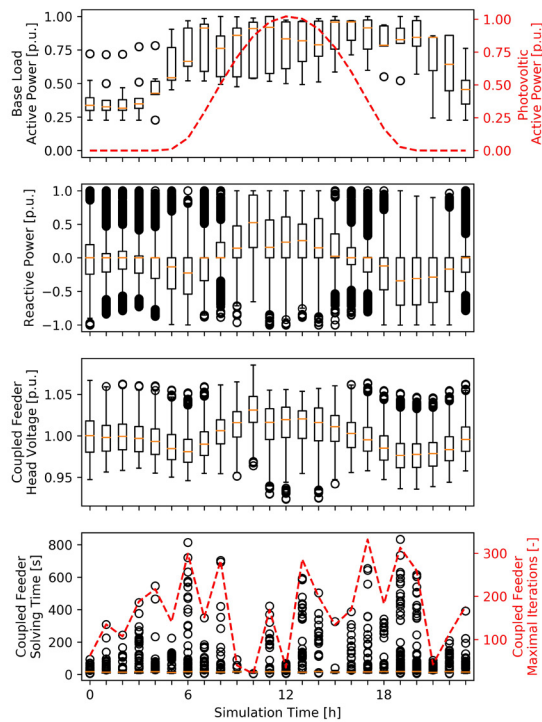 Base Load
Active Power [p.u.]
1.00
0.75
0.50
0.25
0.00
1.00
0.75
0.50
0.25
0.00
Photovoltic
Active Power [p.u.]
Reactive Power [p.u.]
1.0
0.5
0.0
−0.5
−1.0
Coupled Feeder
Head Voltage [p.u.]
1.05
1.00
0.95
Coupled Feeder
Solving Time [s]
800
600
400
200
0
300
200
100
Coupled Feeder
Maximal Iterations [-]
0
6
12
18
Simulation Time [h]